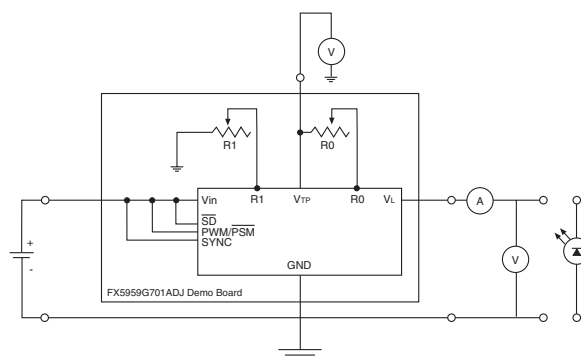 V
R1
R0
Vin
R1
VTP
R0
VL
A
SD
PWM/PSM
SYNC
V
+
-
GND
FX5959G701ADJ Demo Board